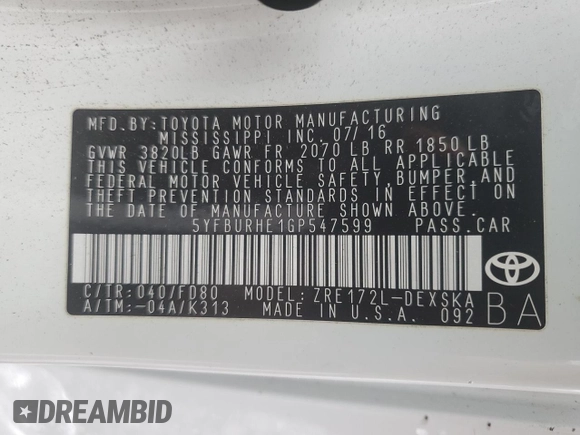 MFD.BY:TOYOTA MOTOR MANUFACTURING
MISSISSIPPI, INC. 07/16
GVWR 3820LB GAWR FR 2070 LB RR 1850 LB
THIS VEHICLE CONFORMS TO ALL APPLICABLE
FEDERAL MOTOR VEHICLE SAFETY,BUMPER,AND
THEFT PREVENTION STANDARDS IN EFFECT ON
THE DATE OF MANUFACTURE SHOWN ABOVE.
5YFBURHE1GP547599 PASS.CAR
C/TR:040/FD80 MODEL:ZRE172L-DEXSKA
A/TM:-04A/K313 MADE IN U.S.A. 092
BA
DREAMBID